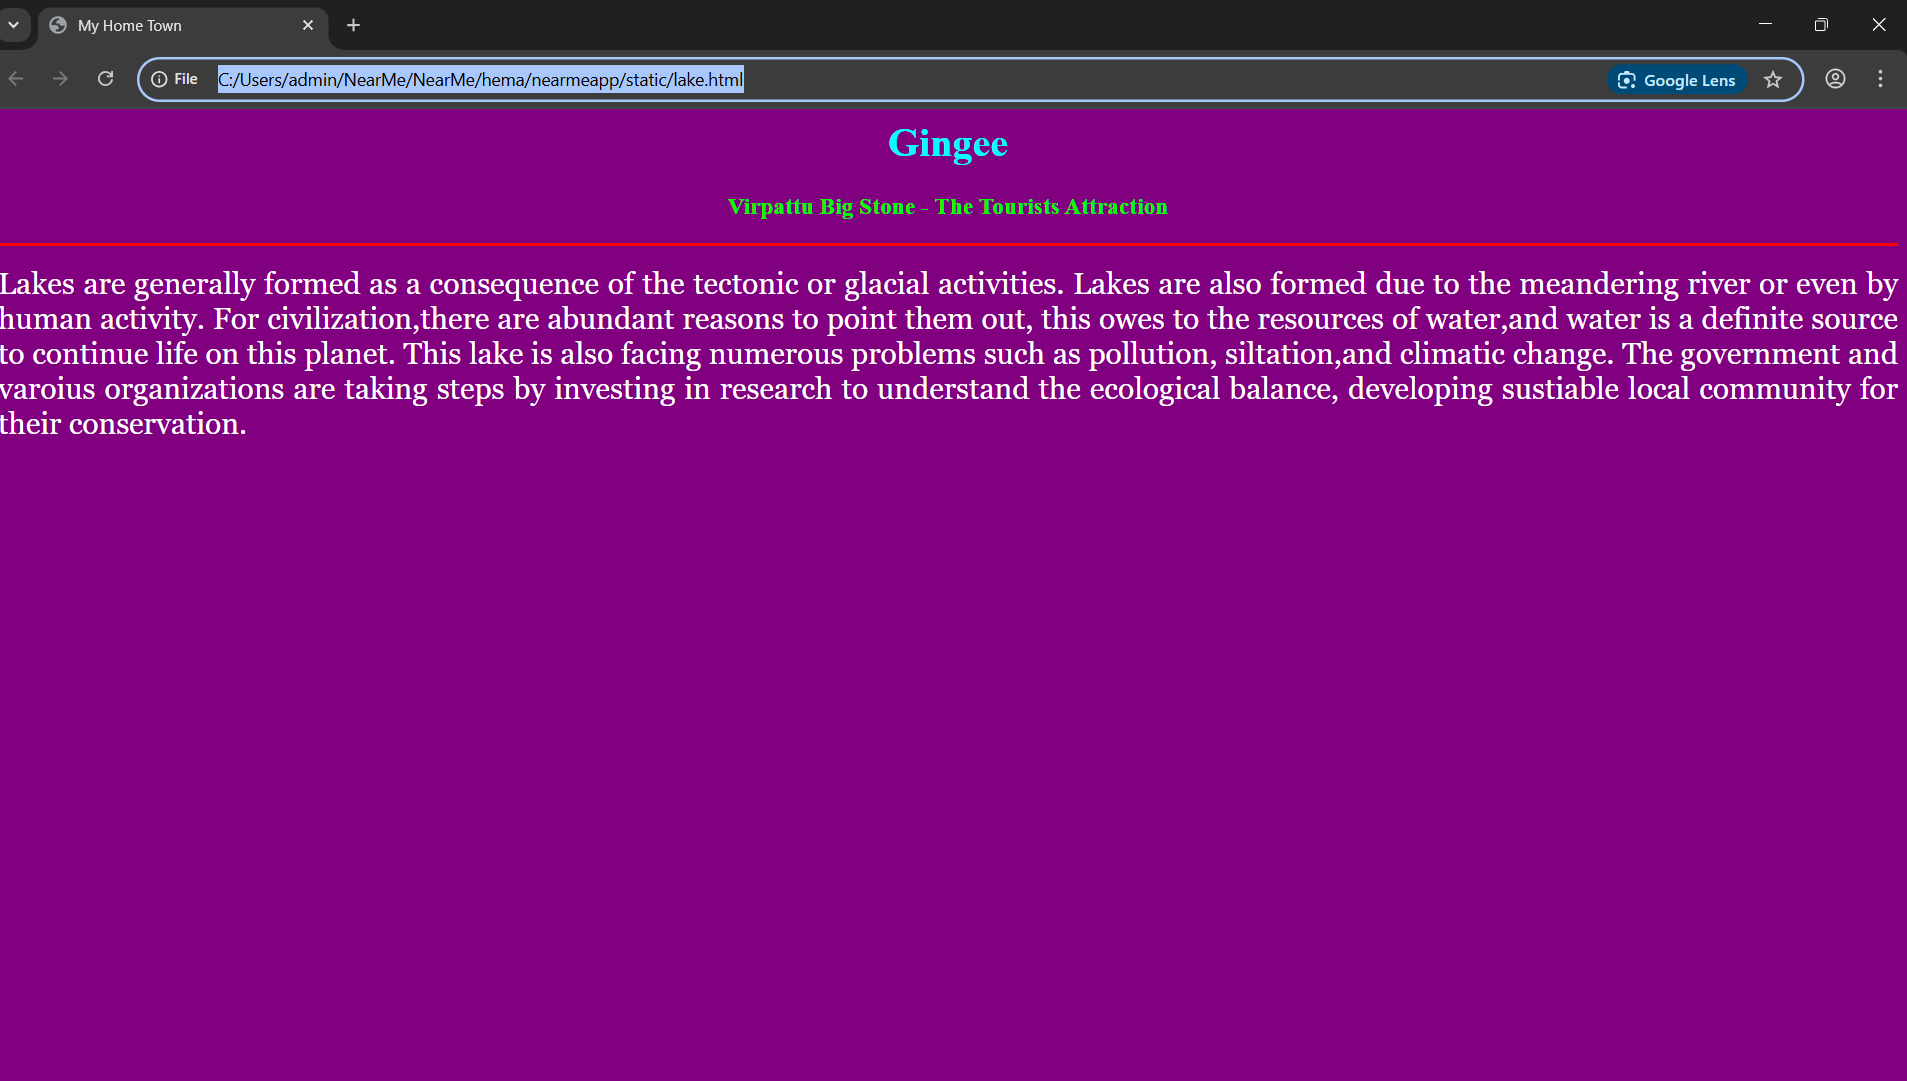 My Home Town
File
C:/Users/admin/NearMe/NearMe/hema/nearmeapp/static/lake.html
Google Lens
Gingee
Virpattu Big Stone - The Tourists Attraction
Lakes are generally formed as a consequence of the tectonic or glacial activities. Lakes are also formed due to the meandering river or even by
human activity. For civilization,there are abundant reasons to point them out, this owes to the resources of water,and water is a definite source
to continue life on this planet. This lake is also facing numerous problems such as pollution, siltation,and climatic change. The government and
varoius organizations are taking steps by investing in research to understand the ecological balance, developing sustiable local community for
their conservation.